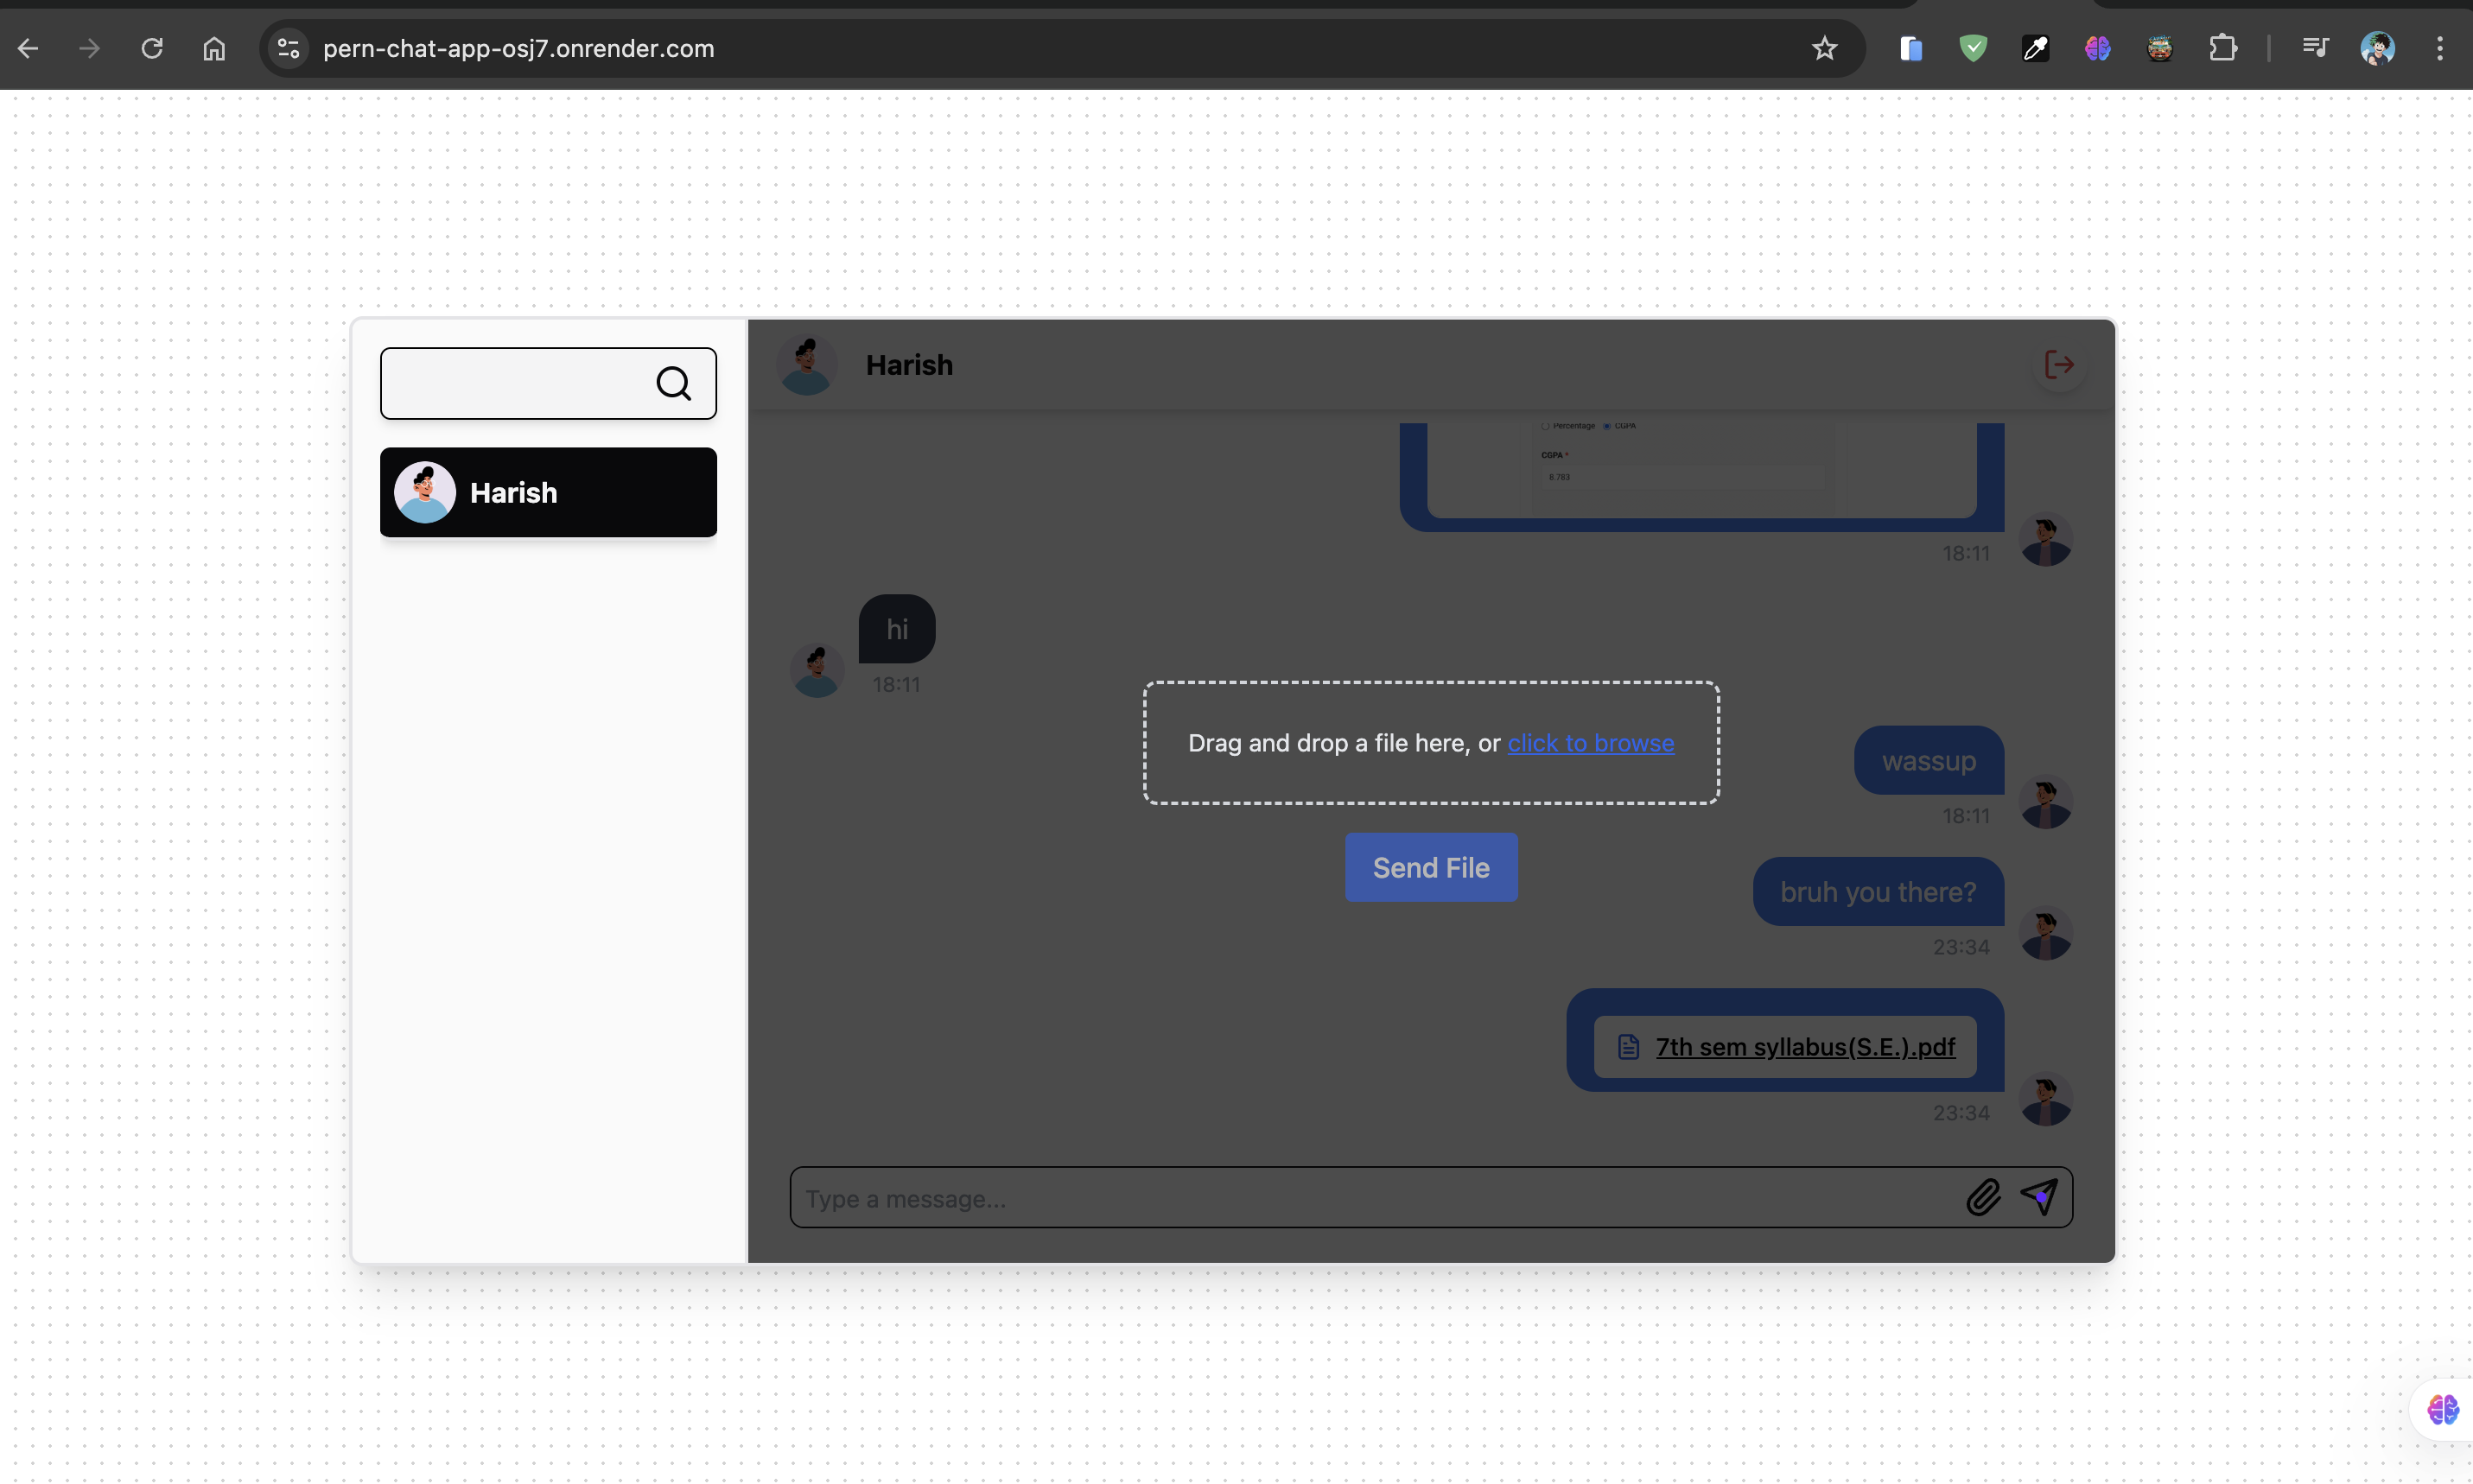 pern-chat-app-osj7.onrender.com
Harish
Harish
Percentage CGPA
CGPA *
8.783
18:11
hi
18:11
Drag and drop a file here, or click to browse
Send File
wassup
18:11
bruh you there?
23:34
7th sem syllabus(S.E.).pdf
23:34
Type a message...